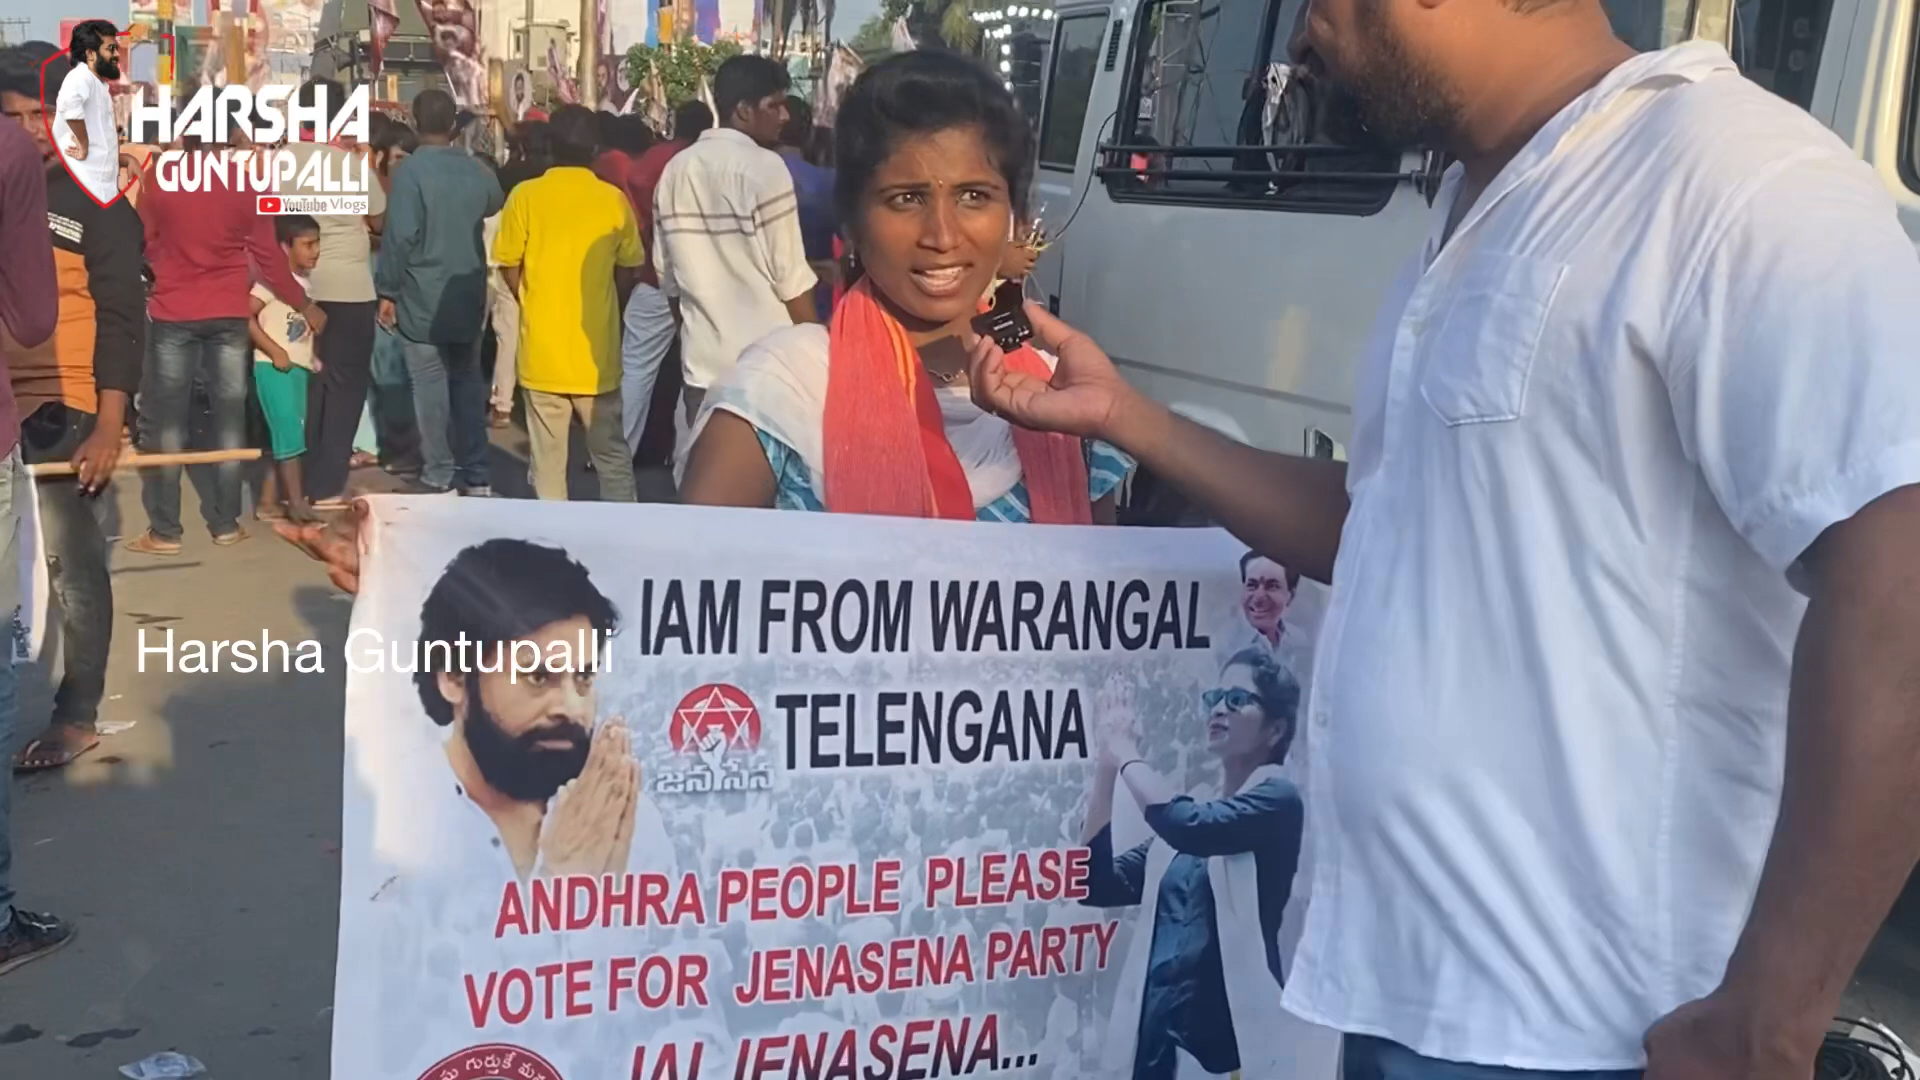 HARSHA
GUNTUPALLI
YouTube Vlogs
Harsha Guntupalli
IAM FROM WARANGAL
TELENGANA
జనసేన
ANDHRA PEOPLE PLEASE
VOTE FOR JENASENA PARTY
JAI JENASENA...